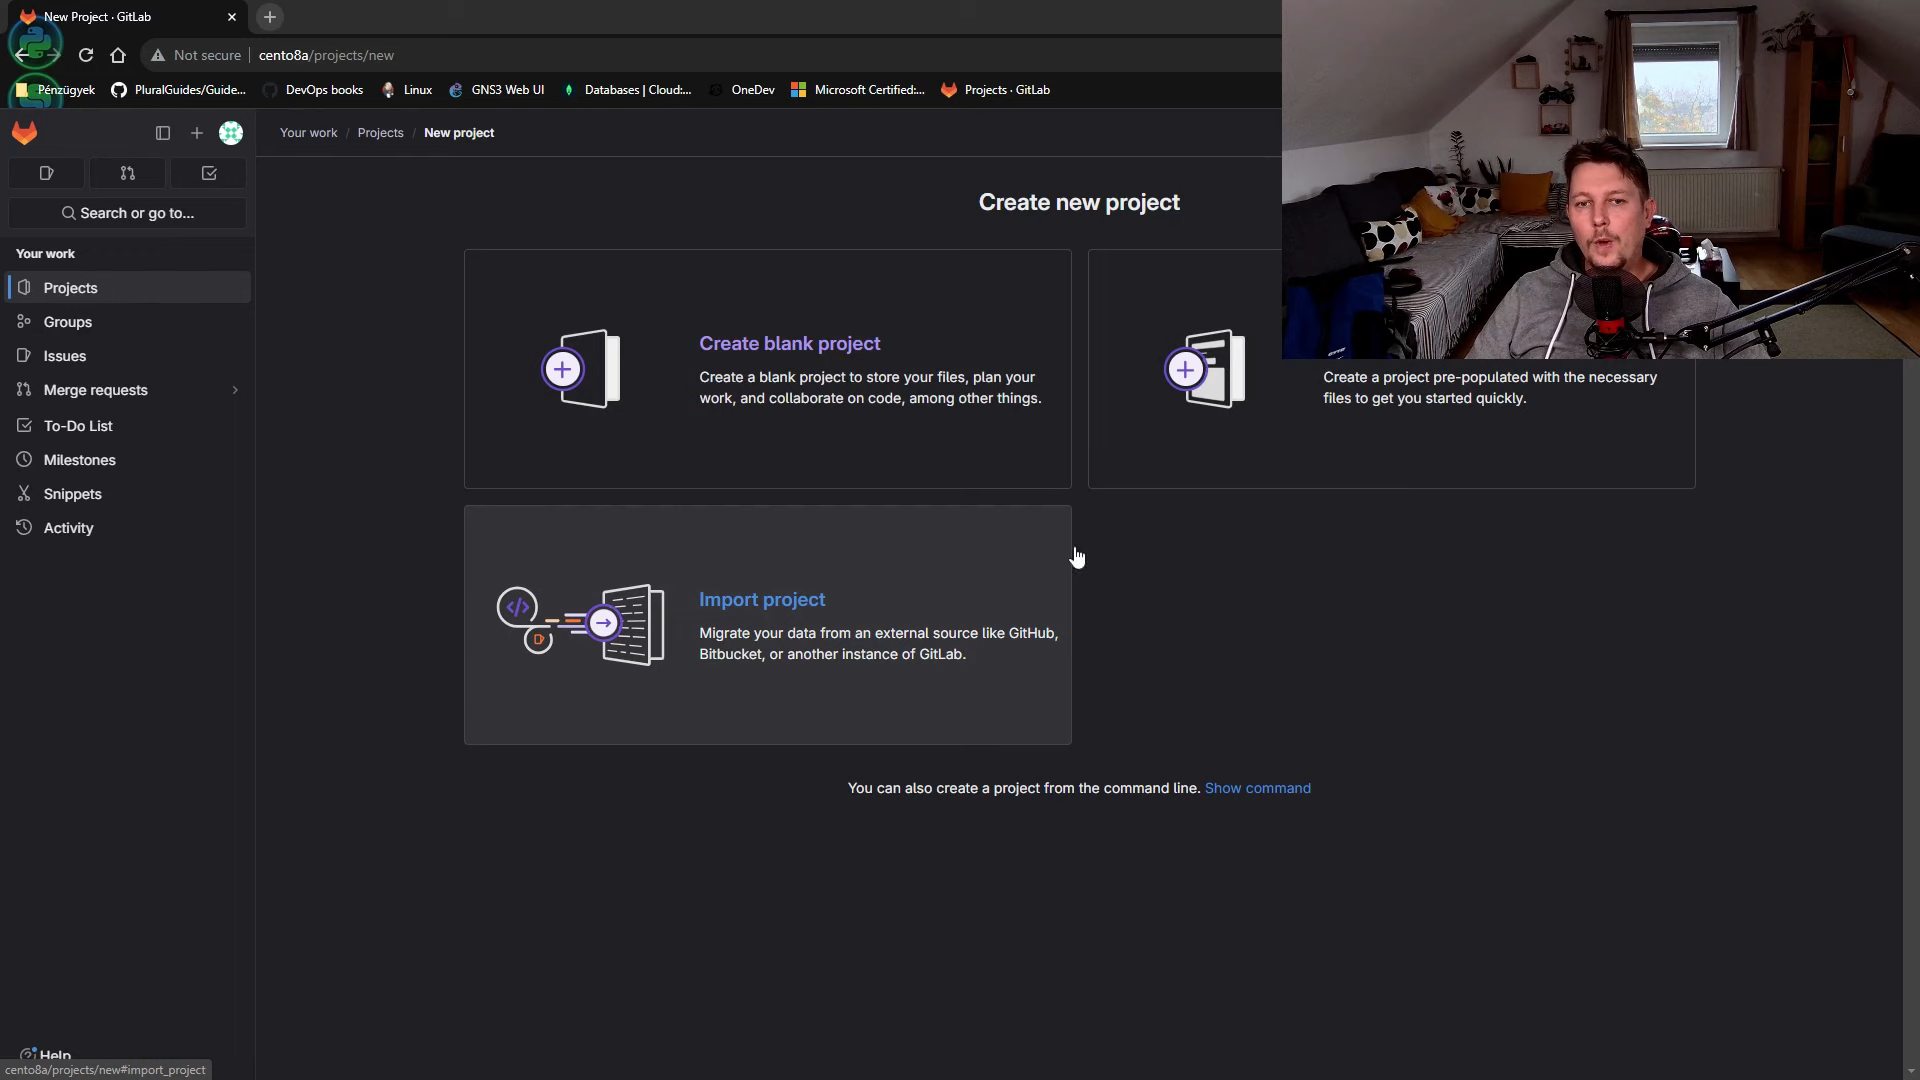 New Project · GitLab
Not secure
cento8a/projects/new
Pénzügyek
PluralGuides/Guide...
DevOps books
Linux
GNS3 Web UI
Databases | Cloud:...
OneDev
Microsoft Certified:...
Projects · GitLab
Your work / Projects / New project
Search or go to...
Your work
Projects
Groups
Issues
Merge requests
To-Do List
Milestones
Snippets
Activity
Help
cento8a/projects/new#import_project
Create new project
Create blank project
Create a blank project to store your files, plan your
work, and collaborate on code, among other things.
Create a project pre-populated with the necessary
files to get you started quickly.
Import project
Migrate your data from an external source like GitHub,
Bitbucket, or another instance of GitLab.
You can also create a project from the command line. Show command